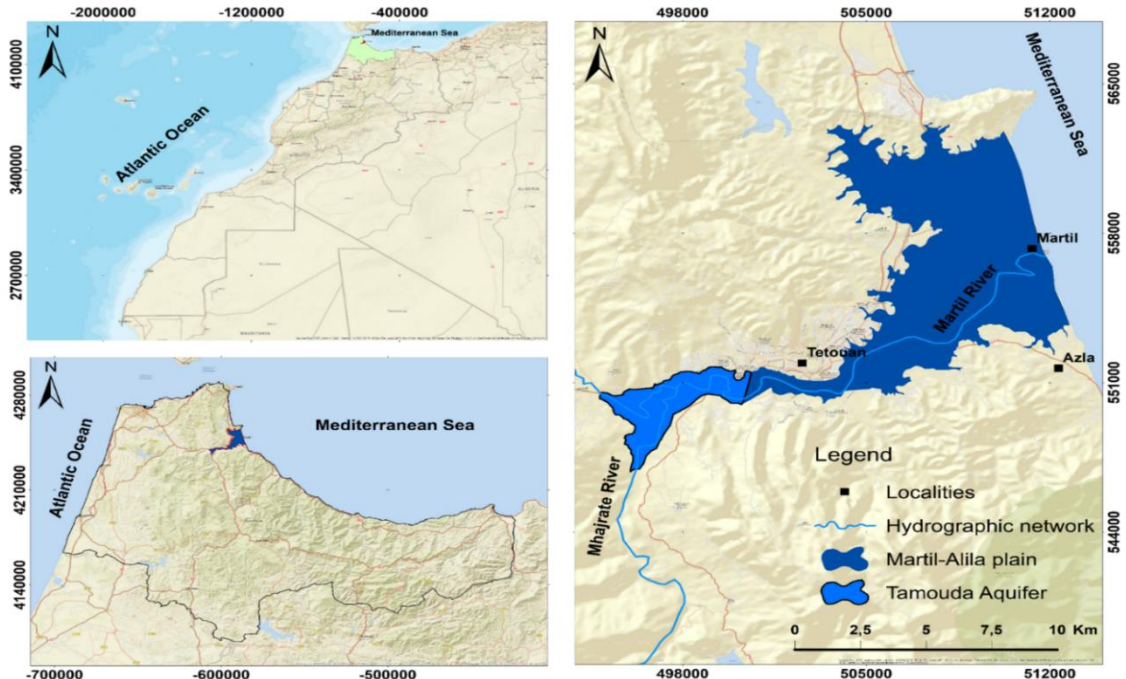 -2000000
-1200000
-400000
N
Mediterranean Sea
4100000
3400000
2700000
Atlantic Ocean
ALGERIA
N
4280000
4210000
4140000
Atlantic Ocean
Mediterranean Sea
-700000
-600000
-500000
498000
505000
512000
N
Mediterranean Sea
565000
558000
551000
544000
Martil
Martil River
Tetouan
Azla
Mhajrate River
Legend
Localities
Hydrographic network
Martil-Alila plain
Tamouda Aquifer
0
2,5
5
7,5
10 Km
498000
505000
512000